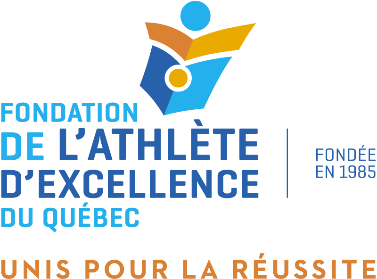 FONDATION
DE L'ATHLÈTE
D'EXCELLENCE
DU QUÉBEC
FONDÉE
EN 1985
UNIS POUR LA RÉUSSITE